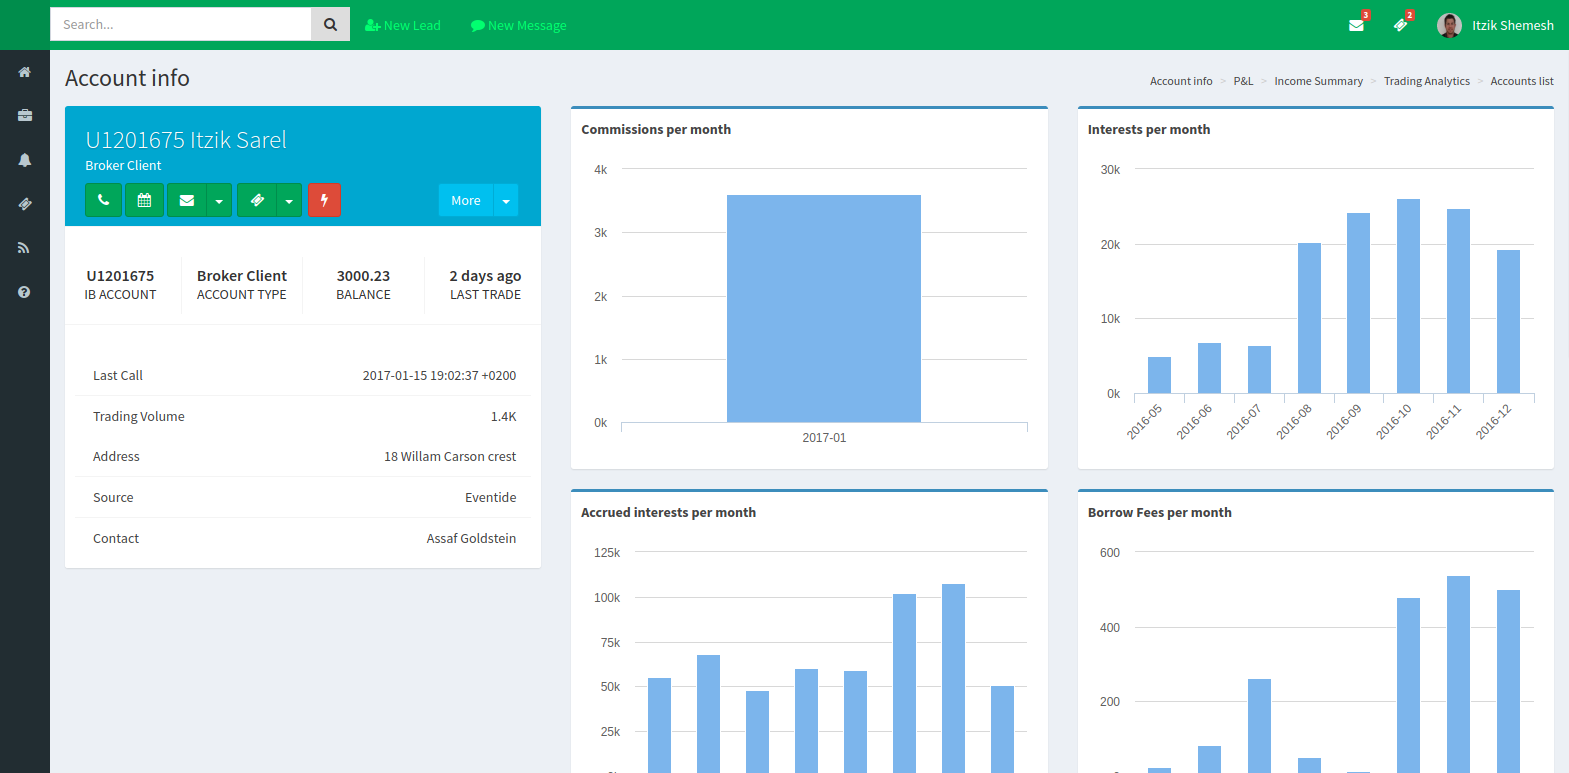 Search...
New Lead
New Message
3
2
Itzik Shemesh
Account info
Account info > P&L > Income Summary > Trading Analytics > Accounts list
U1201675 Itzik Sarel
Broker Client
More
U1201675
IB ACCOUNT
Broker Client
ACCOUNT TYPE
3000.23
BALANCE
2 days ago
LAST TRADE
Last Call 2017-01-15 19:02:37 +0200
Trading Volume 1.4K
Address 18 Willam Carson crest
Source Eventide
Contact Assaf Goldstein
Commissions per month
4k
3k
2k
1k
0k
2017-01
Interests per month
30k
20k
10k
0k
2016-05 2016-06 2016-07 2016-08 2016-09 2016-10 2016-11 2016-12
Accrued interests per month
125k
100k
75k
50k
25k
Borrow Fees per month
600
400
200